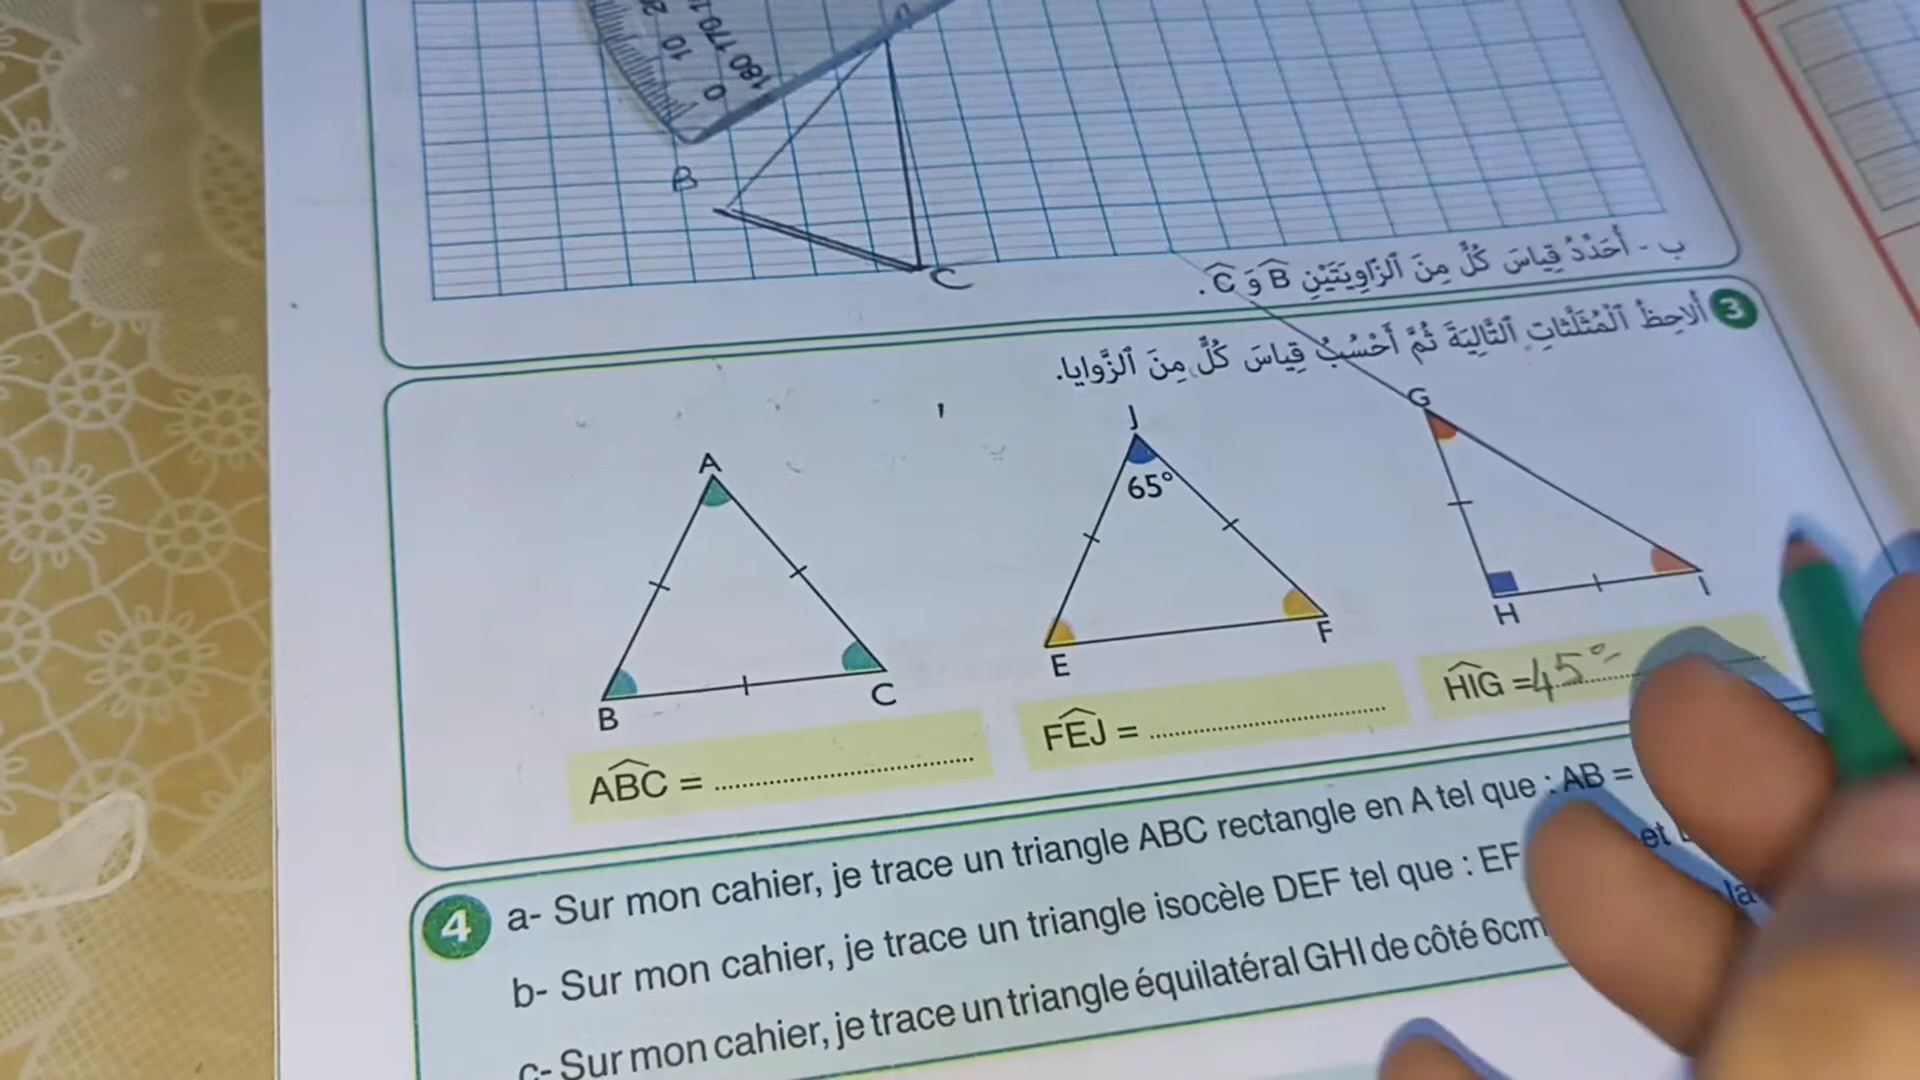 180 170
0 10 20
B
C
ب - أُحَدِّدُ قِياسَ كُلٍّ مِنَ ٱلزّاوِيَتَيْنِ B̂ وَ Ĉ .
3 أُلاحِظُ ٱلْمُثَلَّثاتِ ٱلتّالِيَةَ ثُمَّ أَحْسُبُ قِياسَ كُلٍّ مِنَ ٱلزَّوايا.
A
B
C
J
65°
E
F
G
H
I
ABC = ........................
FEJ = ........................
HIG = 45°
4 a- Sur mon cahier, je trace un triangle ABC rectangle en A tel que : AB =
et
b- Sur mon cahier, je trace un triangle isocèle DEF tel que : EF
la
c- Sur mon cahier, je trace un triangle équilatéral GHI de côté 6cm